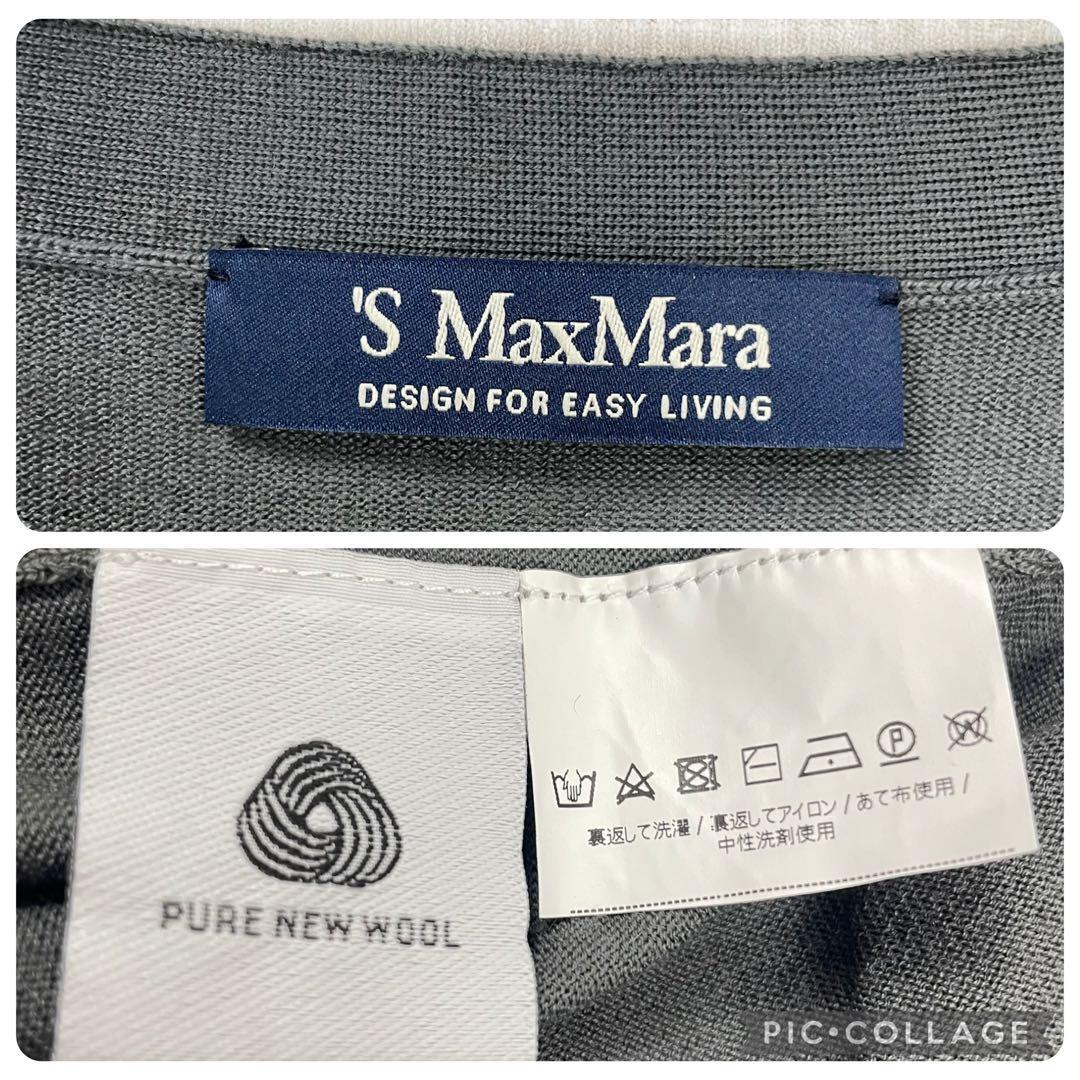 'S MaxMara
DESIGN FOR EASY LIVING
PURE NEW WOOL
P
W
裏返して洗濯 / 裏返してアイロン / あて布使用 /
中性洗剤使用
PIC•COLLAGE